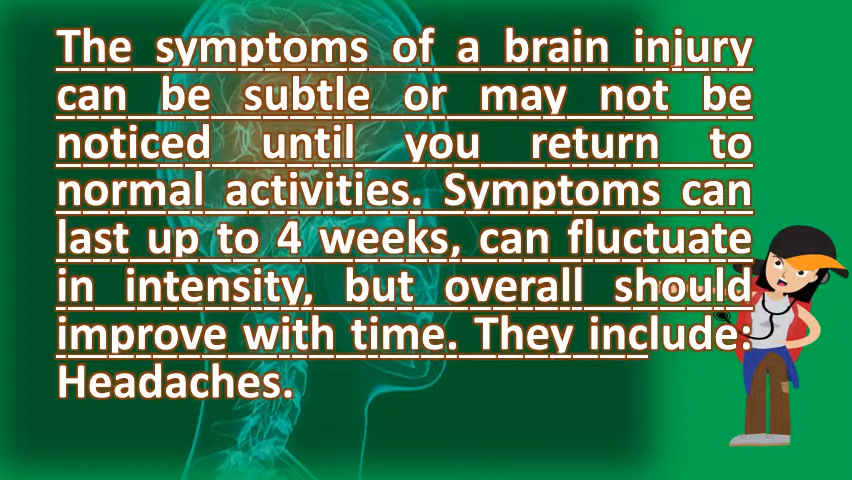 The symptoms of a brain injury
can be subtle or may not be
noticed until you return to
normal activities. Symptoms can
last up to 4 weeks, can fluctuate
in intensity, but overall should
improve with time. They include:
Headaches.